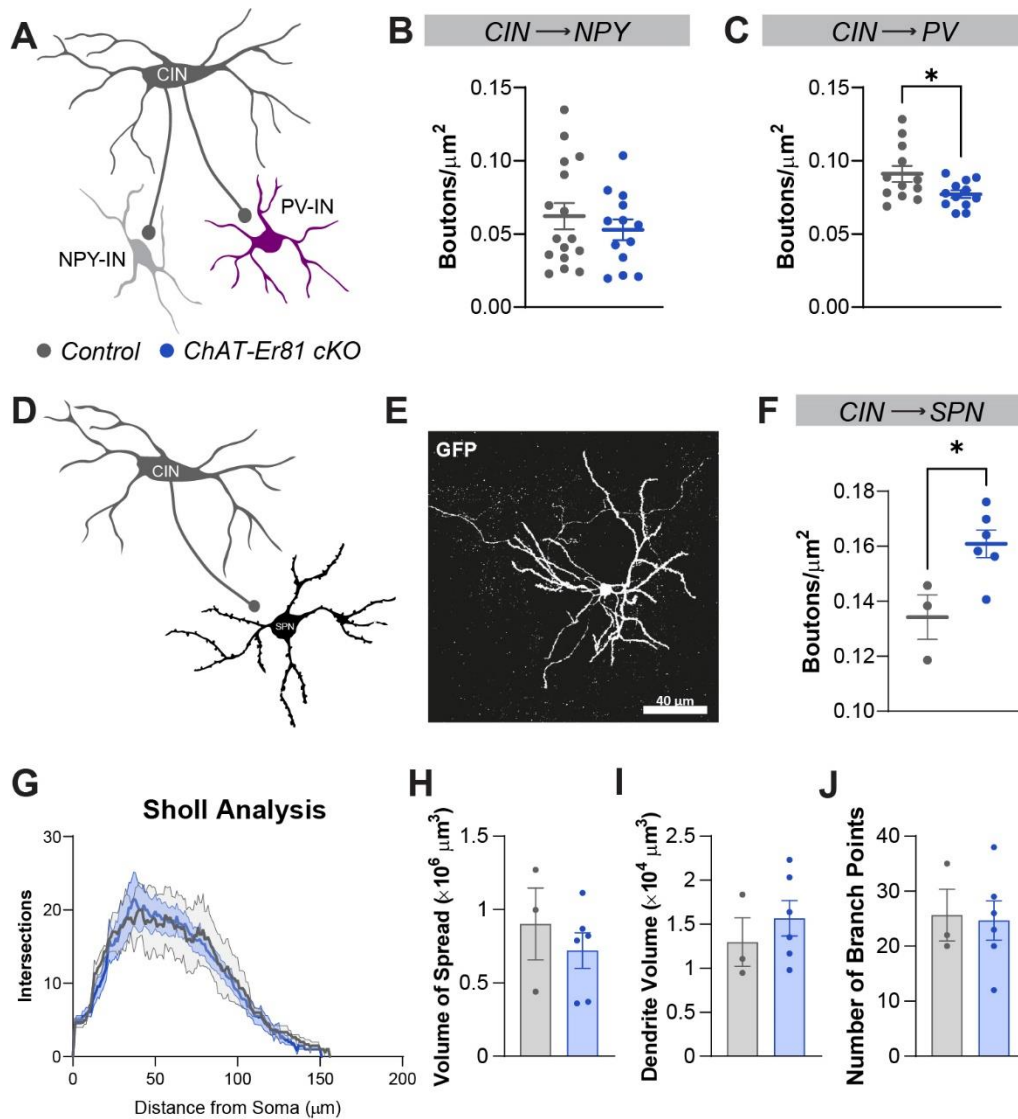 A
CIN
NPY-IN
PV-IN
Control
ChAT-Er81 cKO
B
CIN → NPY
Boutons/µm²
0.15
0.10
0.05
0.00
C
CIN → PV
Boutons/µm²
0.15
0.10
0.05
0.00
*
D
CIN
SPN
E
GFP
40 µm
F
CIN → SPN
*
Boutons/µm²
0.18
0.16
0.14
0.12
0.10
G
Sholl Analysis
Intersections
30
20
10
0
0 50 100 150 200
Distance from Soma (µm)
H
Volume of Spread (×10⁶ µm³)
1.5
1
0.5
0
I
Dendrite Volume (×10⁴ µm³)
2.5
2
1.5
1
0.5
0
J
Number of Branch Points
40
30
20
10
0